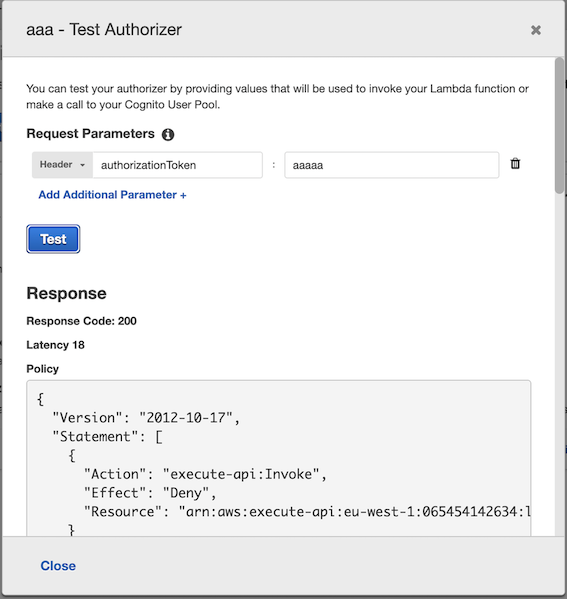 aaa - Test Authorizer
You can test your authorizer by providing values that will be used to invoke your Lambda function or
make a call to your Cognito User Pool.
Request Parameters
Header authorizationToken : aaaaa
Add Additional Parameter +
Test
Response
Response Code: 200
Latency 18
Policy
{
"Version": "2012-10-17",
"Statement": [
{
"Action": "execute-api:Invoke",
"Effect": "Deny",
"Resource": "arn:aws:execute-api:eu-west-1:065454142634:l
}
Close